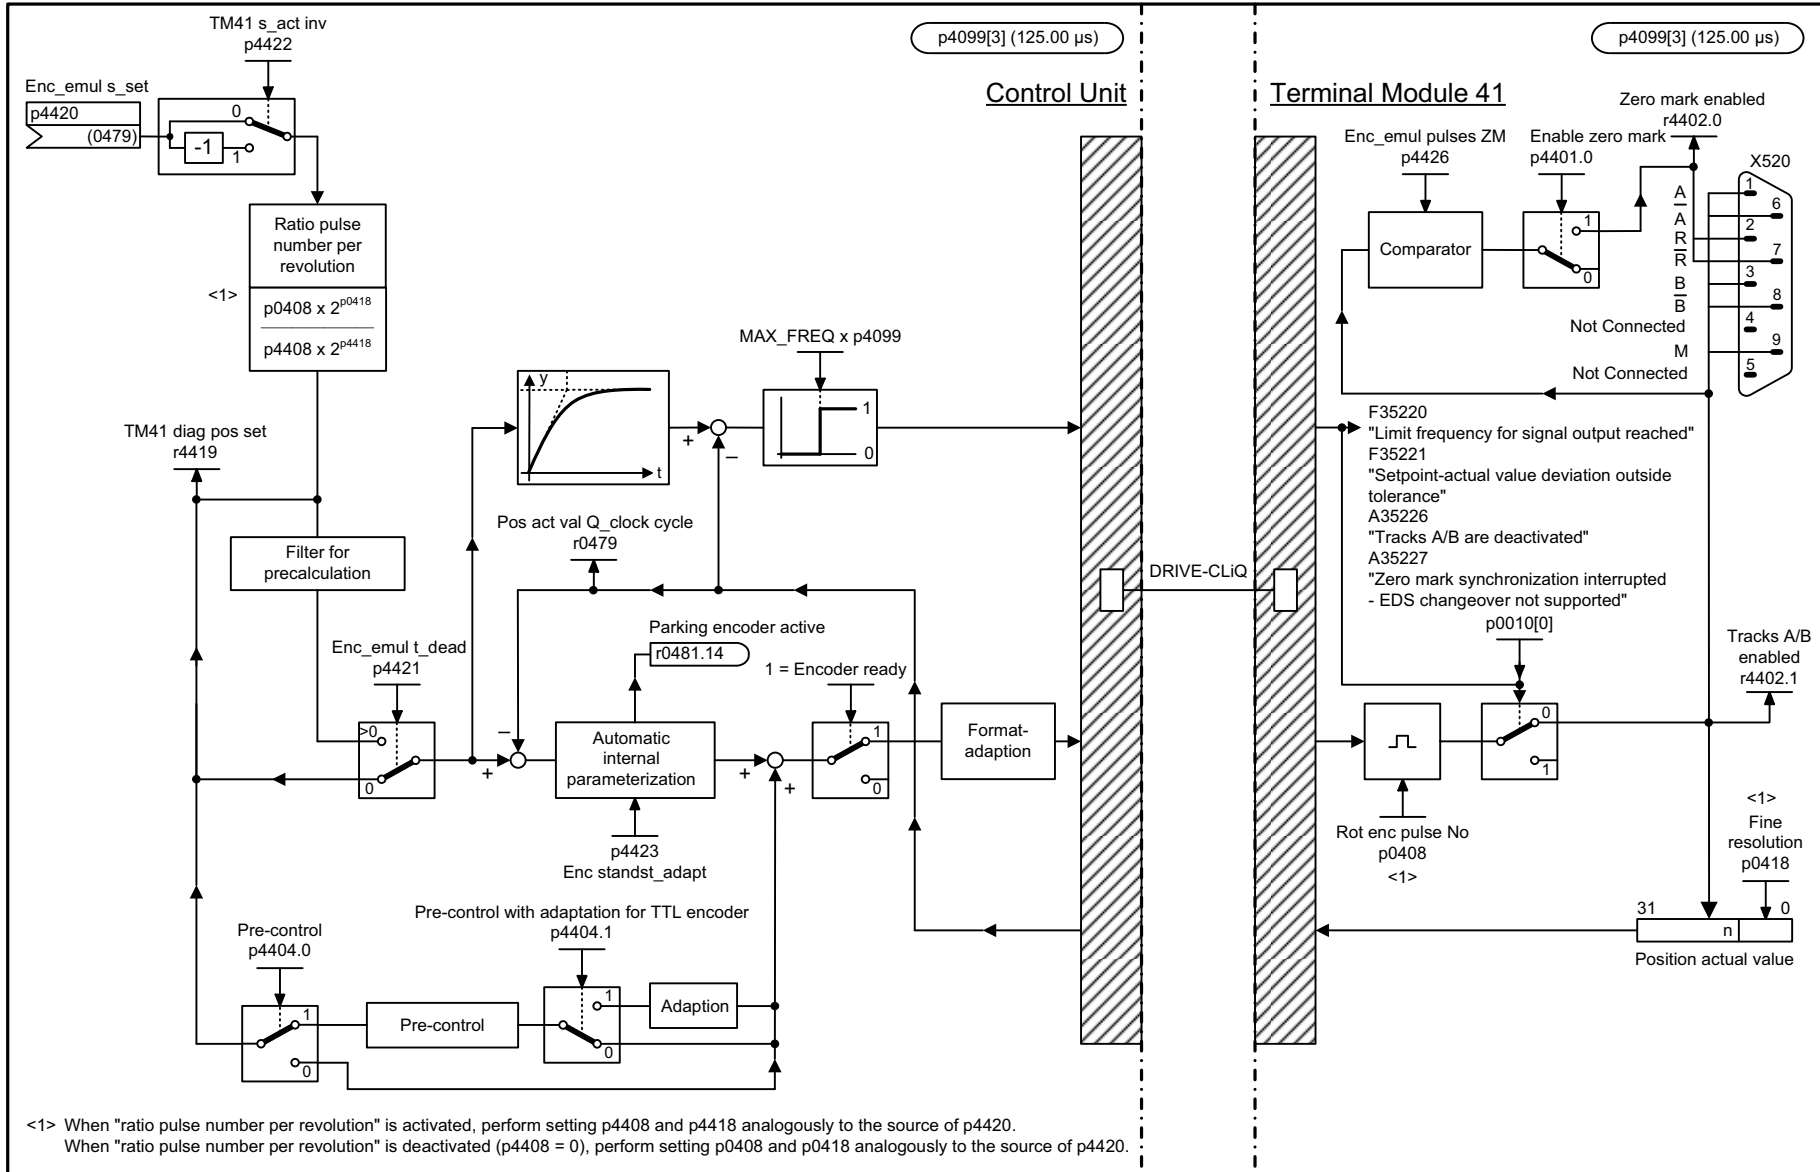 TM41 s_act inv
p4422
p4099[3] (125.00 µs)
p4099[3] (125.00 µs)
Enc_emul s_set
p4420
(0479)
0
-1
1
Control Unit
Terminal Module 41
Zero mark enabled
r4402.0
Enc_emul pulses ZM
p4426
Enable zero mark
p4401.0
X520
Comparator
1
0
A
A
R
R
B
B
Not Connected
M
Not Connected
1
6
2
7
3
8
4
9
5
Ratio pulse
number per
revolution
<1>
p0408 x 2^p0418
p4408 x 2^p4418
MAX_FREQ x p4099
y
t
+
–
1
0
F35220
"Limit frequency for signal output reached"
F35221
"Setpoint-actual value deviation outside
tolerance"
A35226
"Tracks A/B are deactivated"
A35227
"Zero mark synchronization interrupted
- EDS changeover not supported"
p0010[0]
TM41 diag pos set
r4419
Pos act val Q_clock cycle
r0479
Filter for
precalculation
DRIVE-CLiQ
Parking encoder active
r0481.14
Enc_emul t_dead
p4421
1 = Encoder ready
Tracks A/B
enabled
r4402.1
>0
0
–
+
Automatic
internal
parameterization
+
+
1
0
Format-
adaption
0
1
p4423
Enc standst_adapt
Rot enc pulse No
p0408
<1>
<1>
Fine
resolution
p0418
31
0
n
Position actual value
Pre-control with adaptation for TTL encoder
p4404.1
Pre-control
p4404.0
1
0
Pre-control
1
0
Adaption
<1> When "ratio pulse number per revolution" is activated, perform setting p4408 and p4418 analogously to the source of p4420.
When "ratio pulse number per revolution" is deactivated (p4408 = 0), perform setting p0408 and p0418 analogously to the source of p4420.